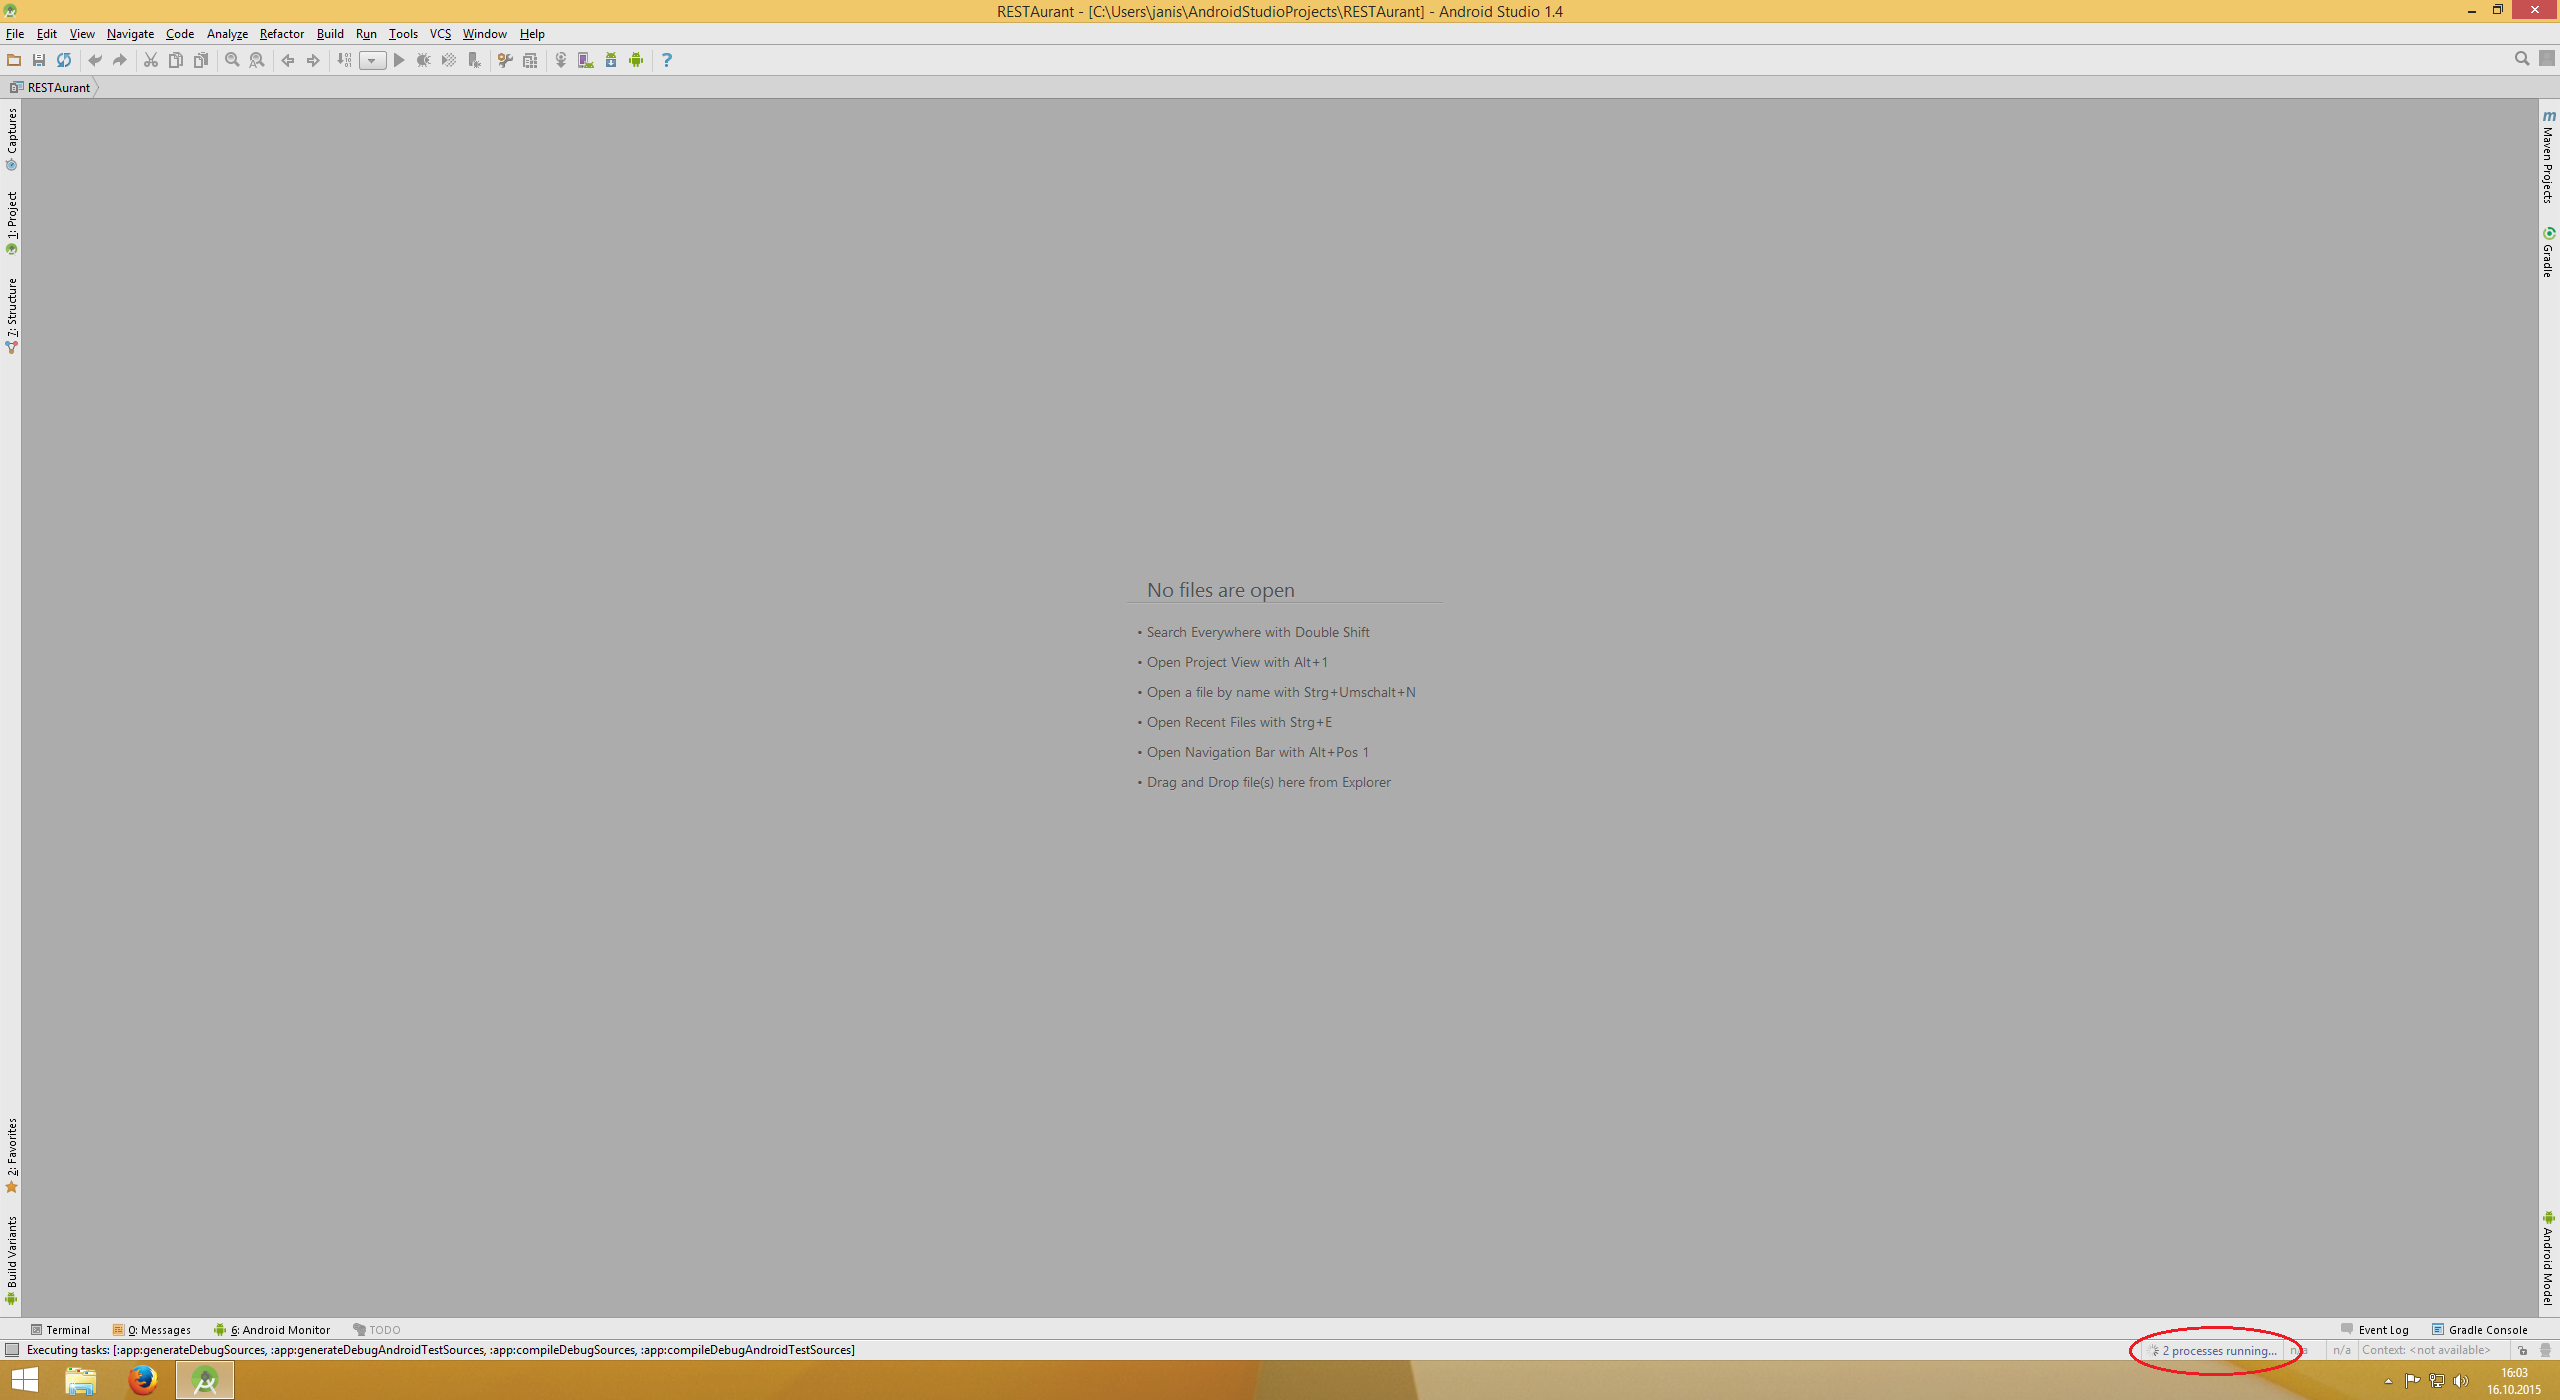 RESTAurant - [C:\Users\janis\AndroidStudioProjects\RESTAurant] - Android Studio 1.4
File Edit View Navigate Code Analyze Refactor Build Run Tools VCS Window Help
RESTAurant
Captures
1: Project
7: Structure
2: Favorites
Build Variants
Maven Projects
Gradle
Android Model
No files are open
• Search Everywhere with Double Shift
• Open Project View with Alt+1
• Open a file by name with Strg+Umschalt+N
• Open Recent Files with Strg+E
• Open Navigation Bar with Alt+Pos 1
• Drag and Drop file(s) here from Explorer
Terminal 0: Messages 6: Android Monitor TODO Event Log Gradle Console
Executing tasks: [:app:generateDebugSources, :app:generateDebugAndroidTestSources, :app:compileDebugSources, :app:compileDebugAndroidTestSources] 2 processes running... n/a n/a Context: <not available>
16:03
16.10.2015